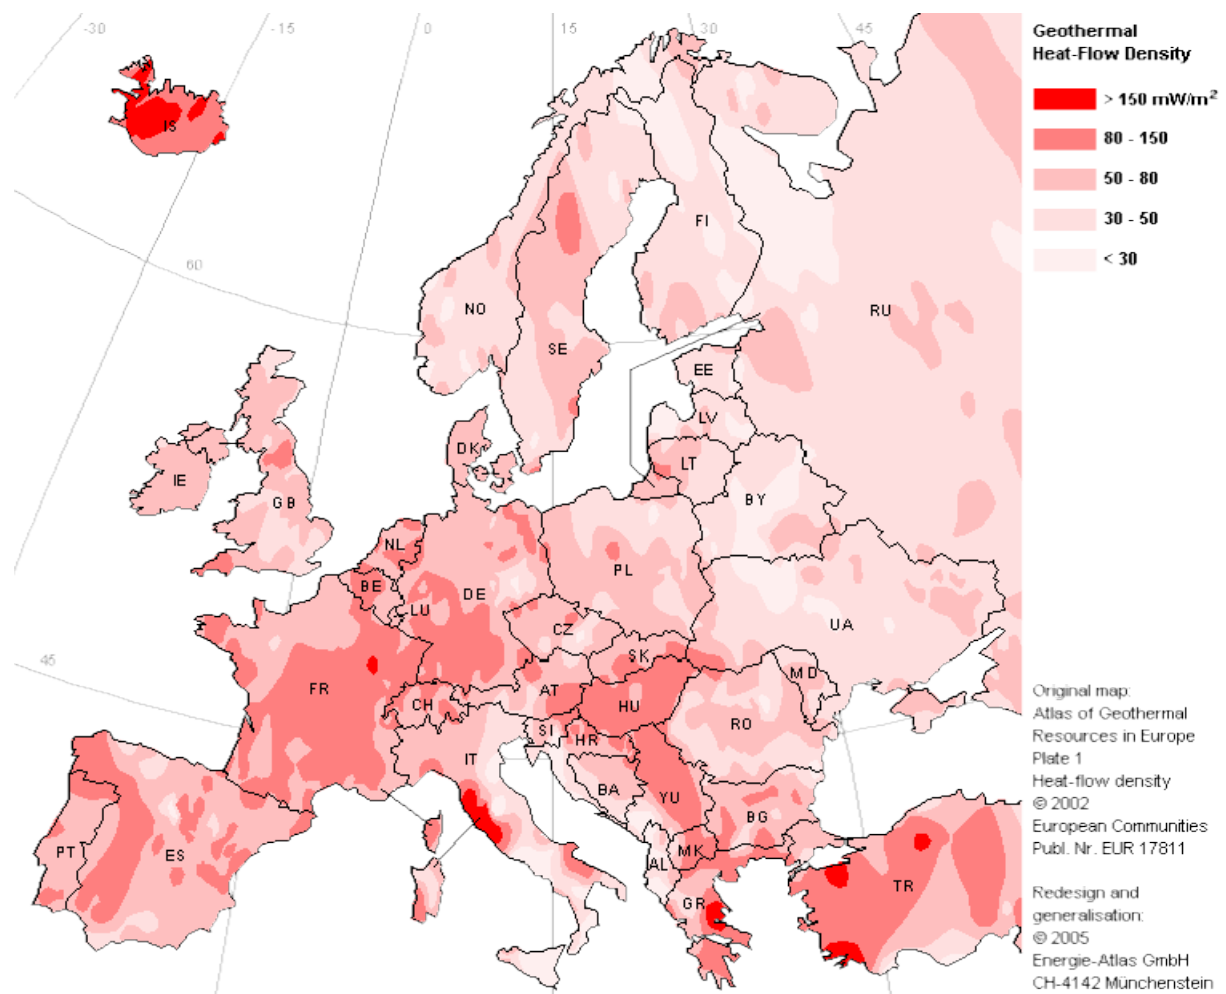 -30
-15
0
15
30
45
60
45
IS
NO
SE
FI
RU
EE
LV
LT
DK
IE
GB
BY
NL
BE
LU
DE
PL
CZ
UA
SK
FR
CH
AT
HU
MD
RO
SI
HR
IT
BA
YU
BG
PT
ES
AL
MK
GR
TR
Geothermal
Heat-Flow Density
> 150 mW/m²
80 - 150
50 - 80
30 - 50
< 30
Original map:
Atlas of Geothermal
Resources in Europe
Plate 1
Heat-flow density
© 2002
European Communities
Publ. Nr. EUR 17811
Redesign and
generalisation:
© 2005
Energie-Atlas GmbH
CH-4142 Münchenstein